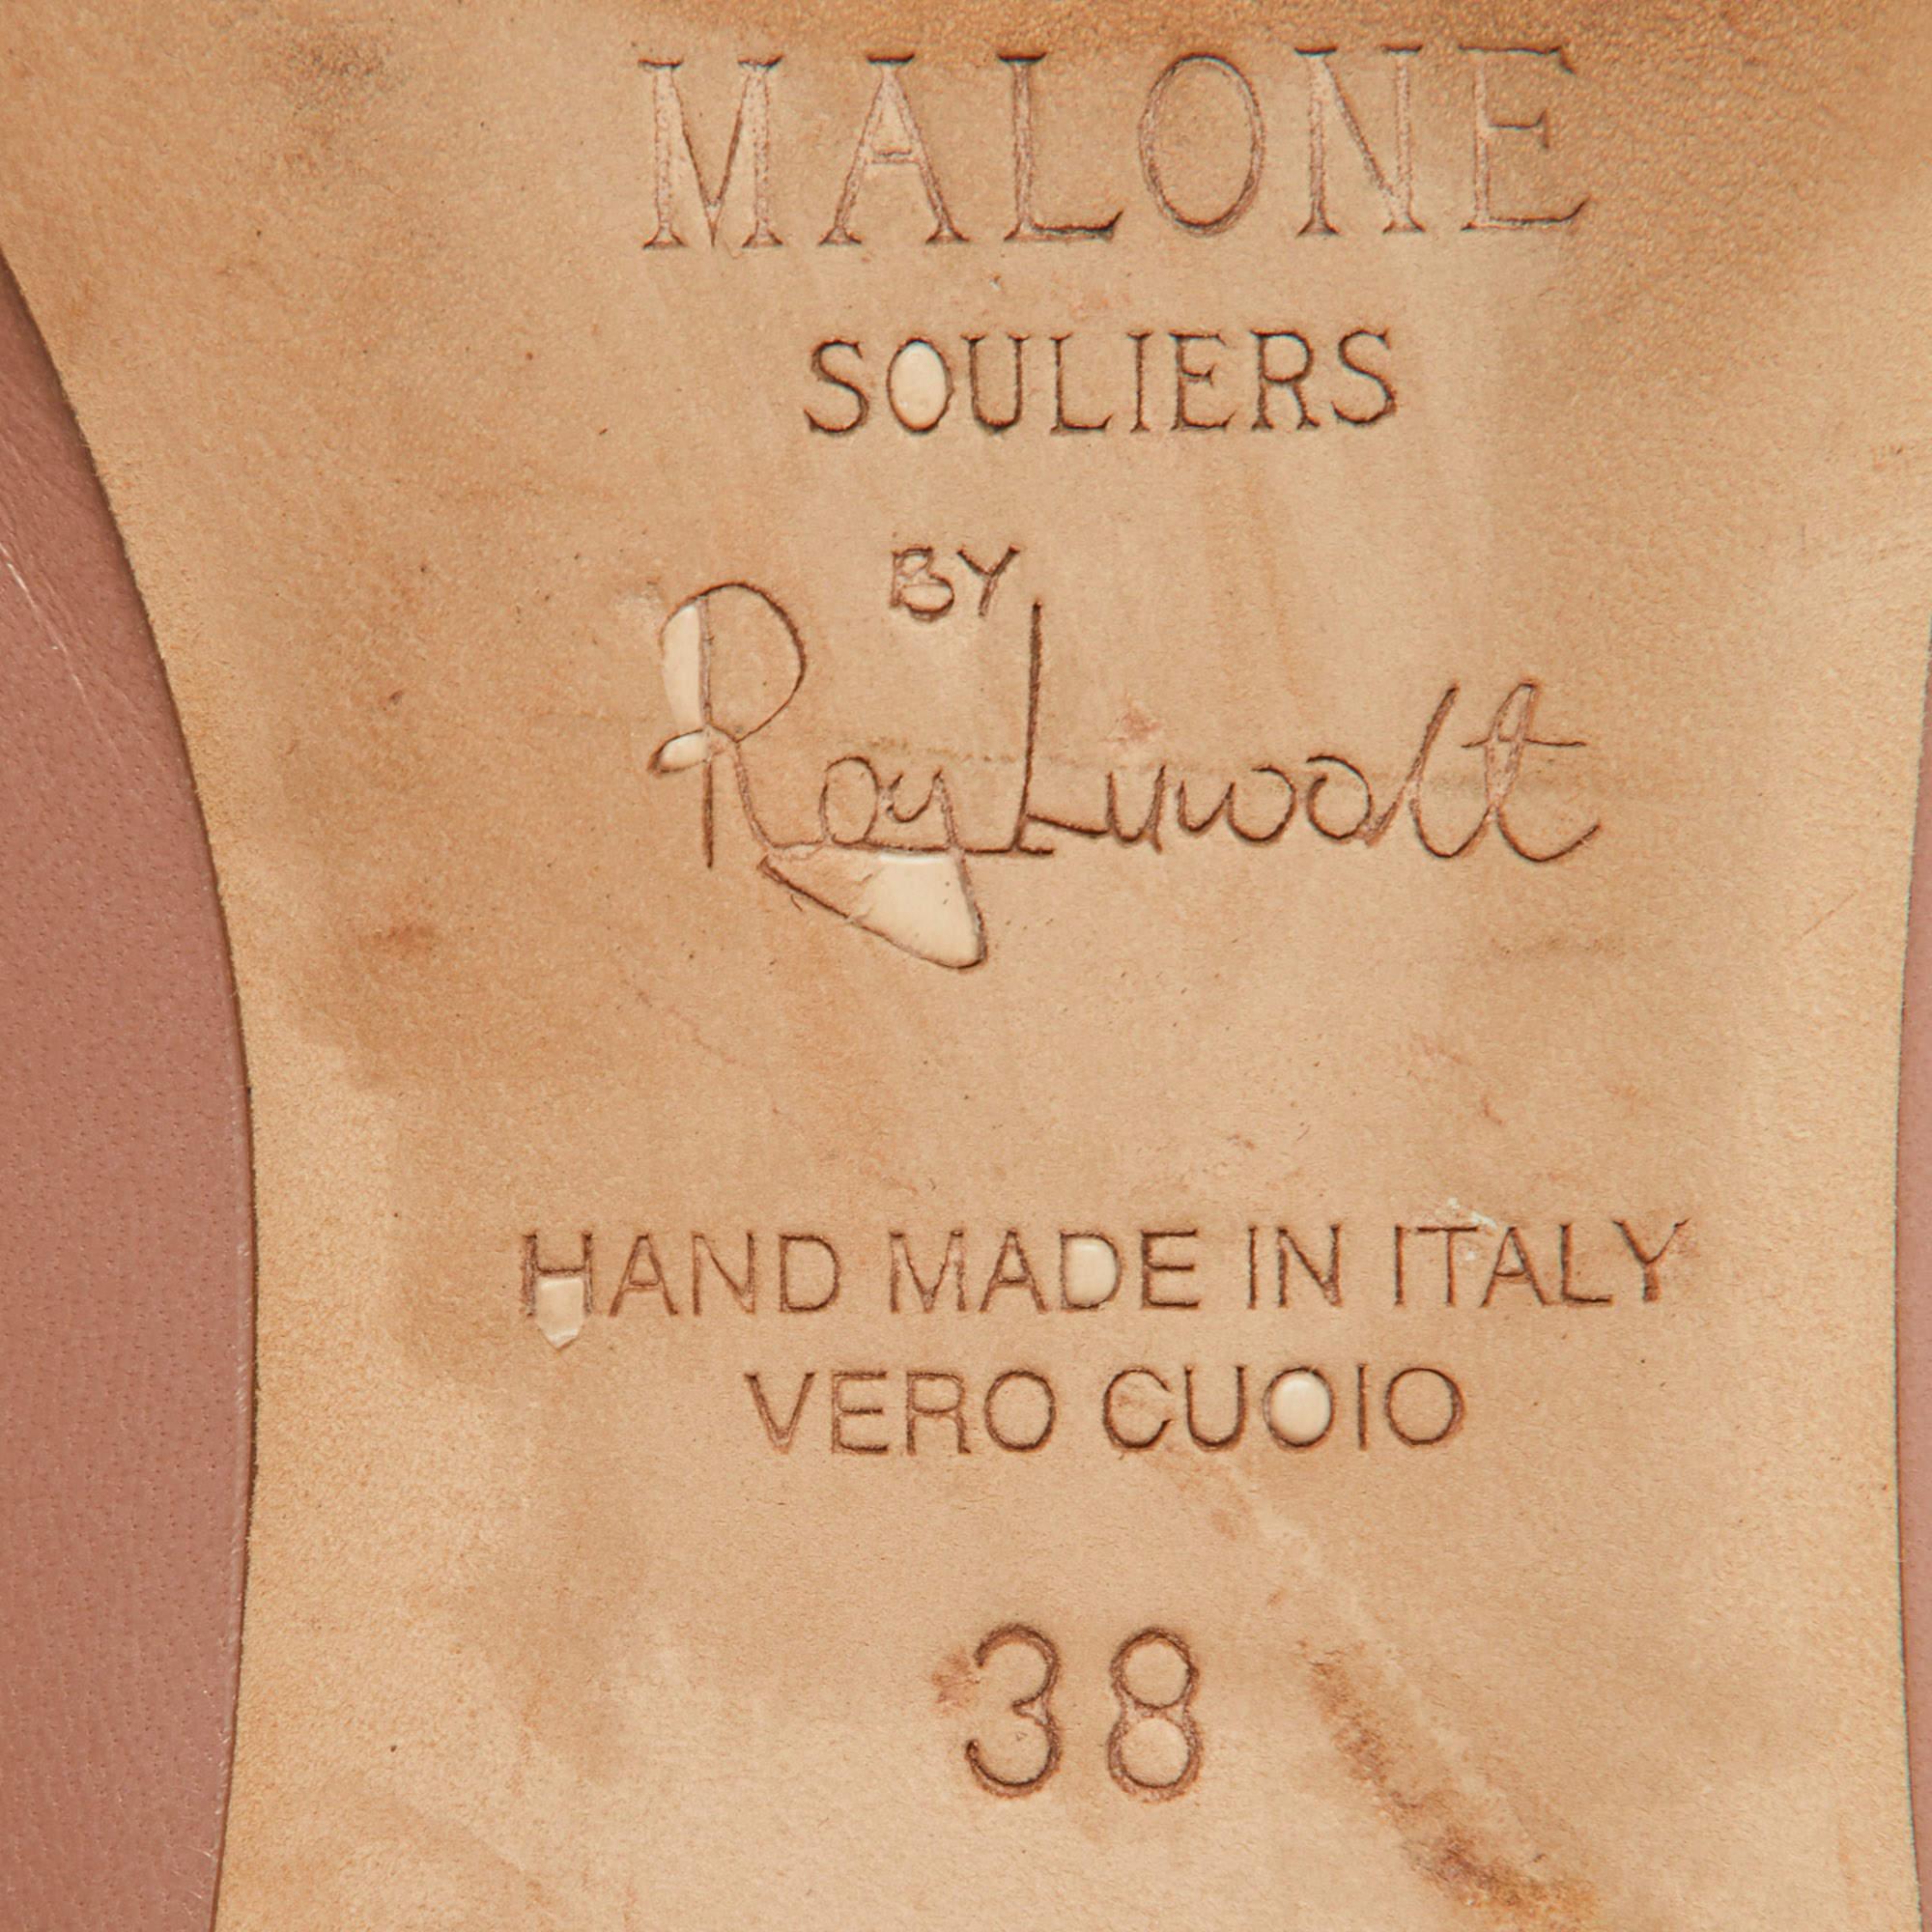 MALONE
SOULIERS
BY
Roy Luwolt
HAND MADE IN ITALY
VERO CUOIO
38